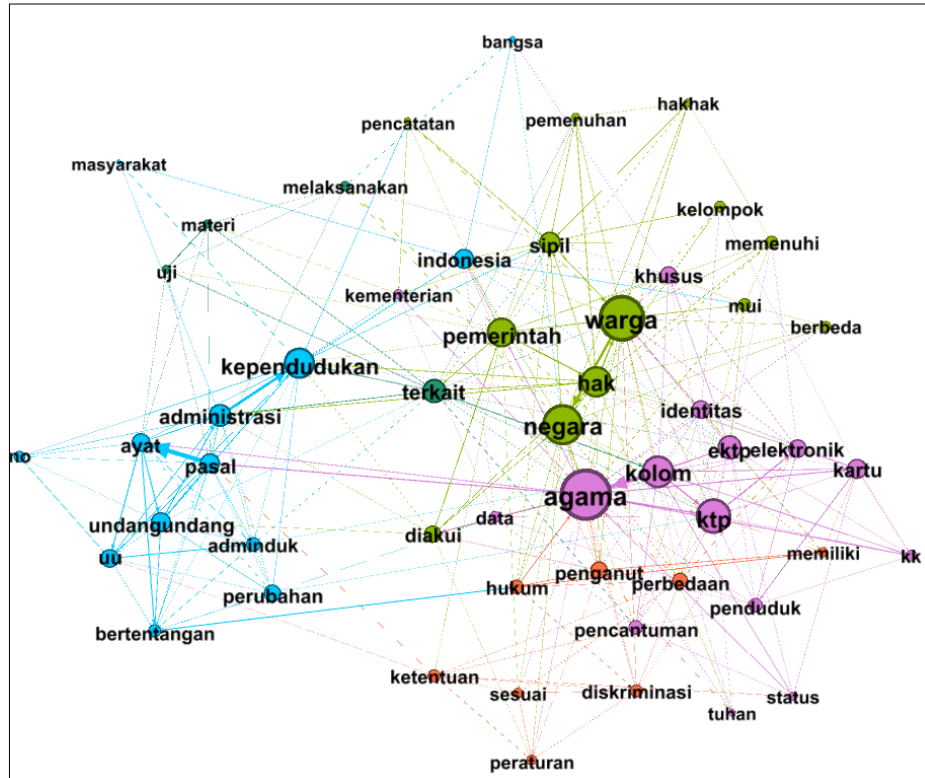 bangsa
hakhak
pencatatan
pemenuhan
masyarakat
melaksanakan
kelompok
materi
memenuhi
sipil
indonesia
uji
khusus
kementerian
mui
warga
pemerintah
berbeda
kependudukan
hak
terkait
identitas
administrasi
negara
ayat
ektp
elektronik
no
pasal
kolom
kartu
agama
undangundang
data
ktp
diakui
adminduk
uu
memiliki
kk
penganut
hukum
perbedaan
perubahan
penduduk
bertentangan
pencantuman
ketentuan
sesuai
diskriminasi
status
tuhan
peraturan